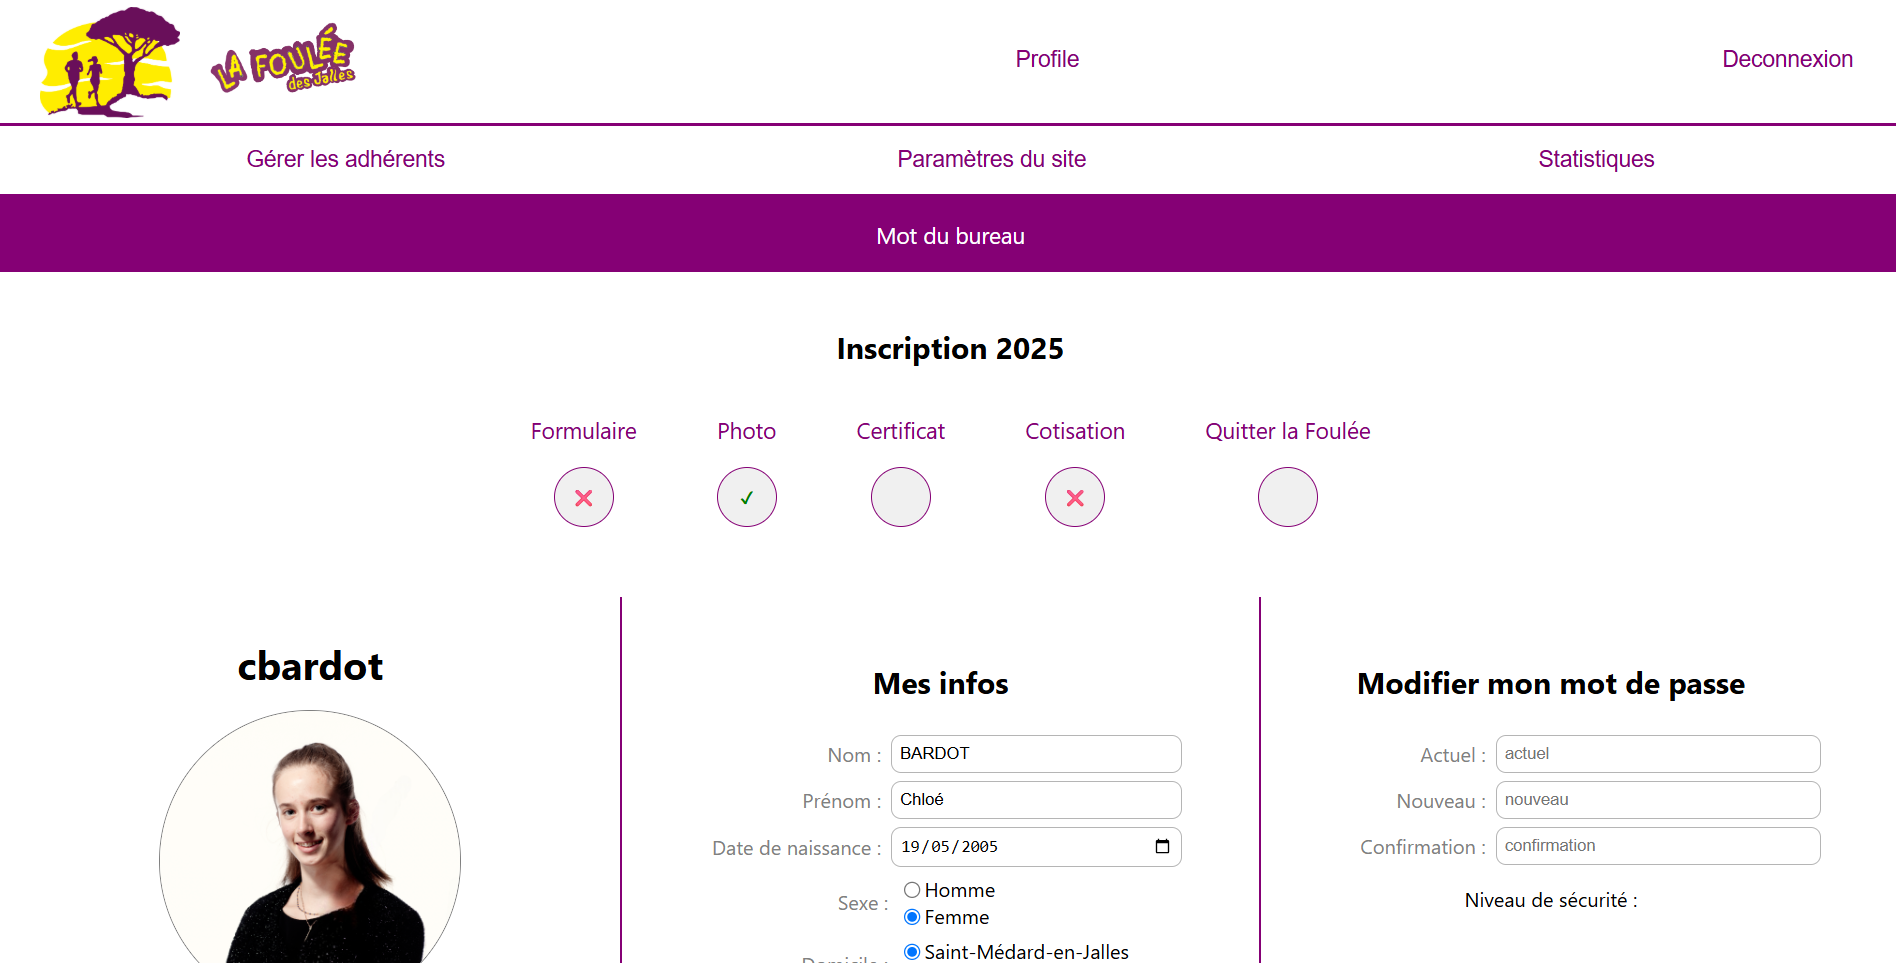 LA FOULÉE
des Jalles
Profile
Deconnexion
Gérer les adhérents
Paramètres du site
Statistiques
Mot du bureau
Inscription 2025
Formulaire
Photo
Certificat
Cotisation
Quitter la Foulée
cbardot
Mes infos
Nom : BARDOT
Prénom : Chloé
Date de naissance : 19/05/2005
Sexe : Homme
Femme
Domicile : Saint-Médard-en-Jalles
Modifier mon mot de passe
Actuel : actuel
Nouveau : nouveau
Confirmation : confirmation
Niveau de sécurité :